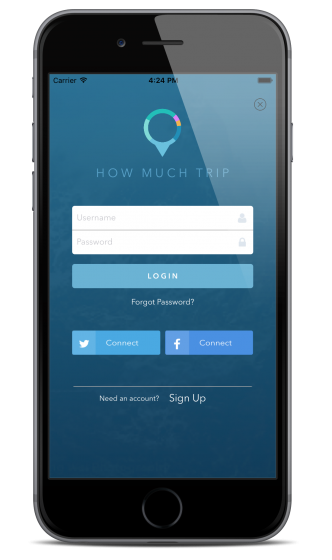 Carrier 4:24 PM
HOW MUCH TRIP
Username
Password
LOGIN
Forgot Password?
Connect Connect
Need an account? Sign Up